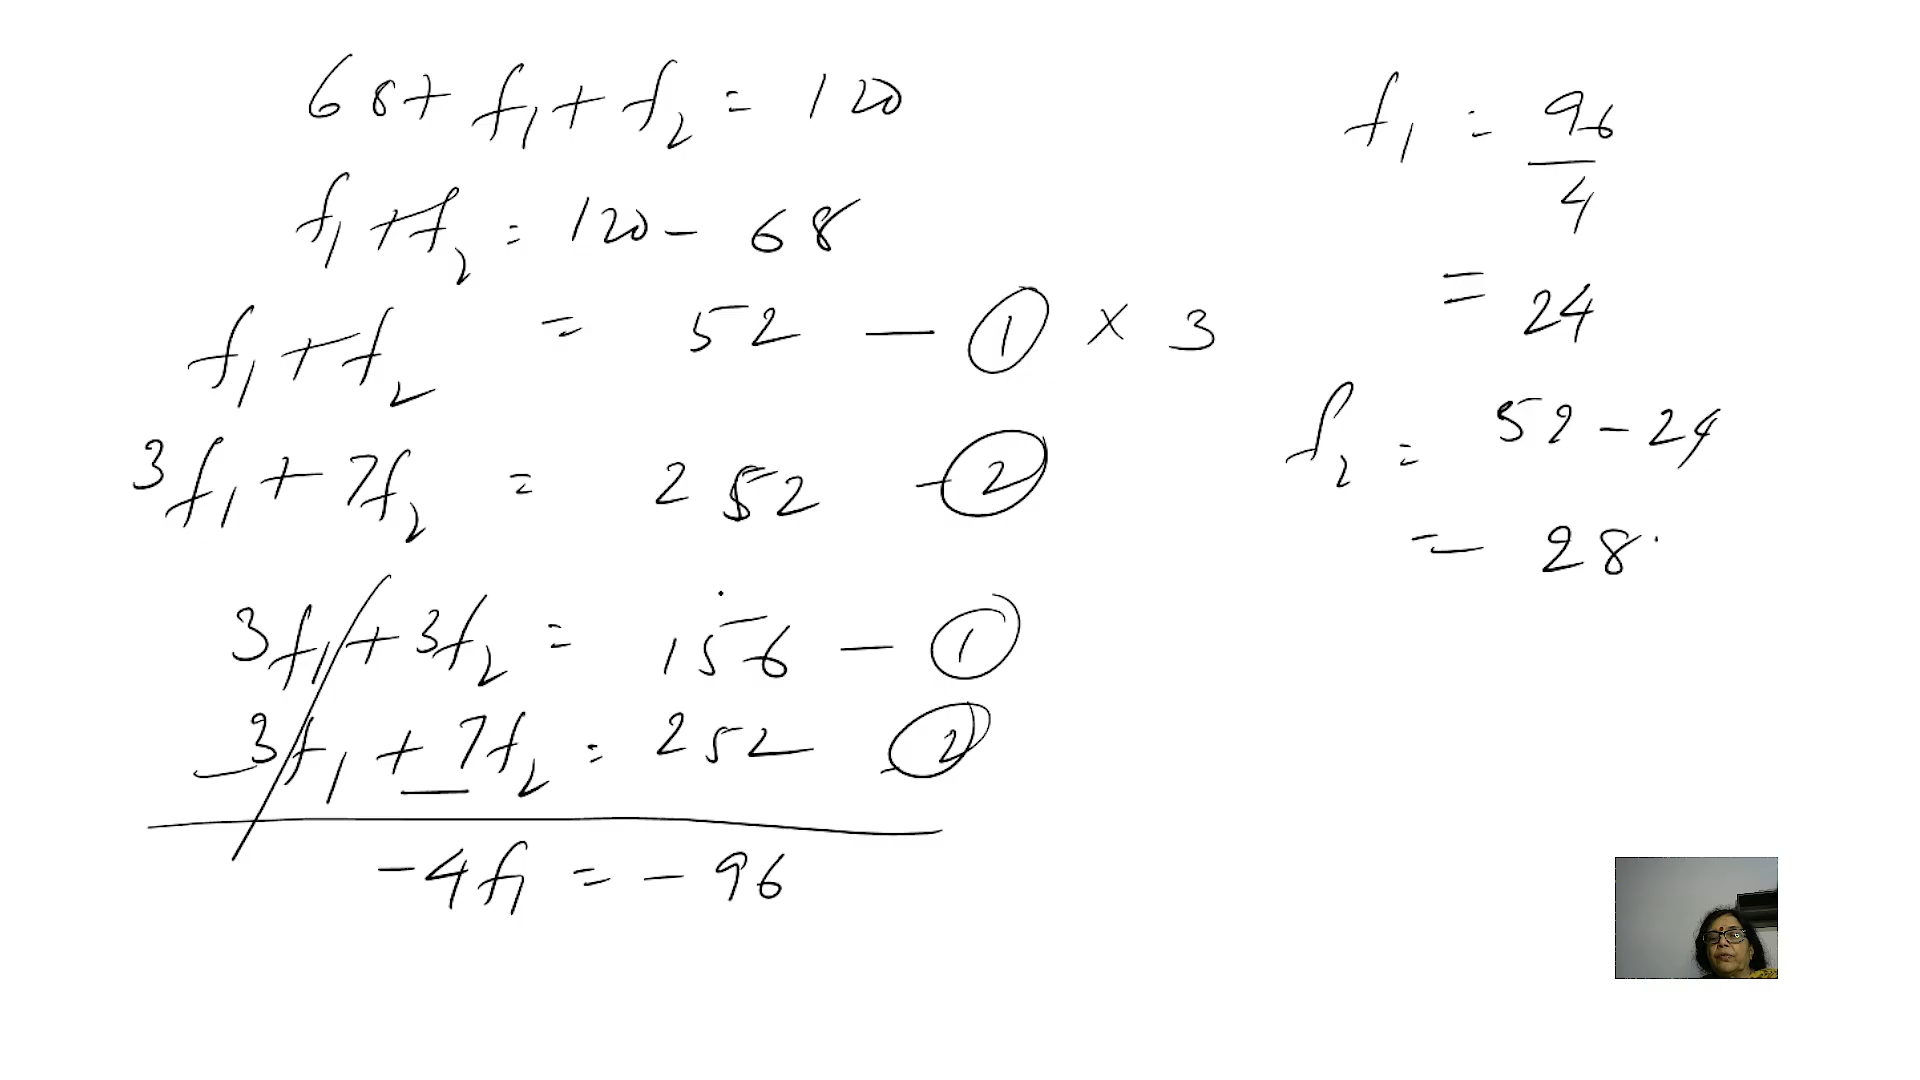 68 + f₁ + f₂ = 120
f₁ + f₂ = 120 - 68
f₁ + f₂ = 52 — ① × 3
3f₁ + 7f₂ = 252 — ②
3f₁ + 3f₂ = 156 — ①
3f₁ + 7f₂ = 252 ②
-4f₁ = -96
f₁ = 96/4
= 24
f₂ = 52 - 24
= 28.